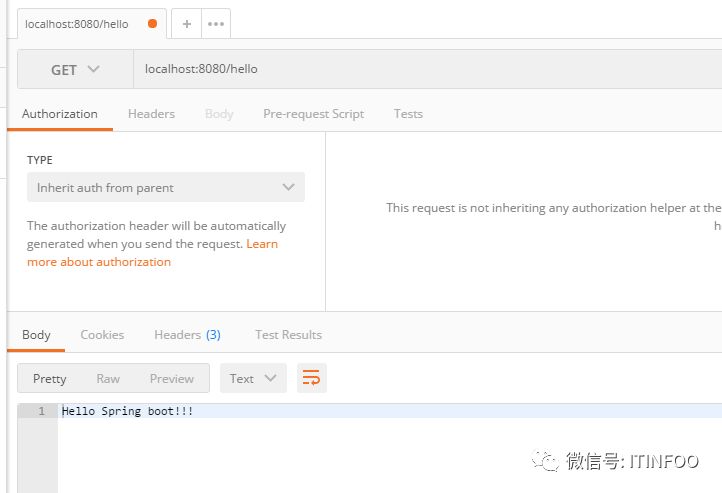 localhost:8080/hello
GET localhost:8080/hello
Authorization Headers Body Pre-request Script Tests
TYPE
Inherit auth from parent
The authorization header will be automatically
generated when you send the request. Learn
more about authorization
This request is not inheriting any authorization helper at the
h
Body Cookies Headers (3) Test Results
Pretty Raw Preview Text
1 Hello Spring boot!!!
微信号: ITINFOO